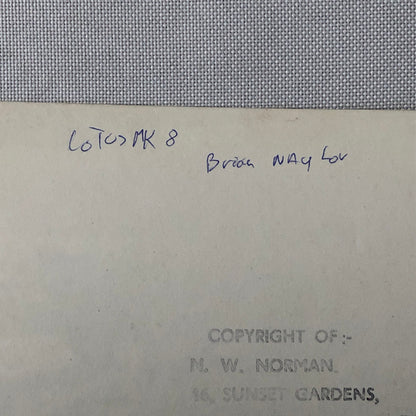 LOTUS MK 8
Brian NAYLOR
COPYRIGHT OF:-
N. W. NORMAN.
16, SUNSET GARDENS,